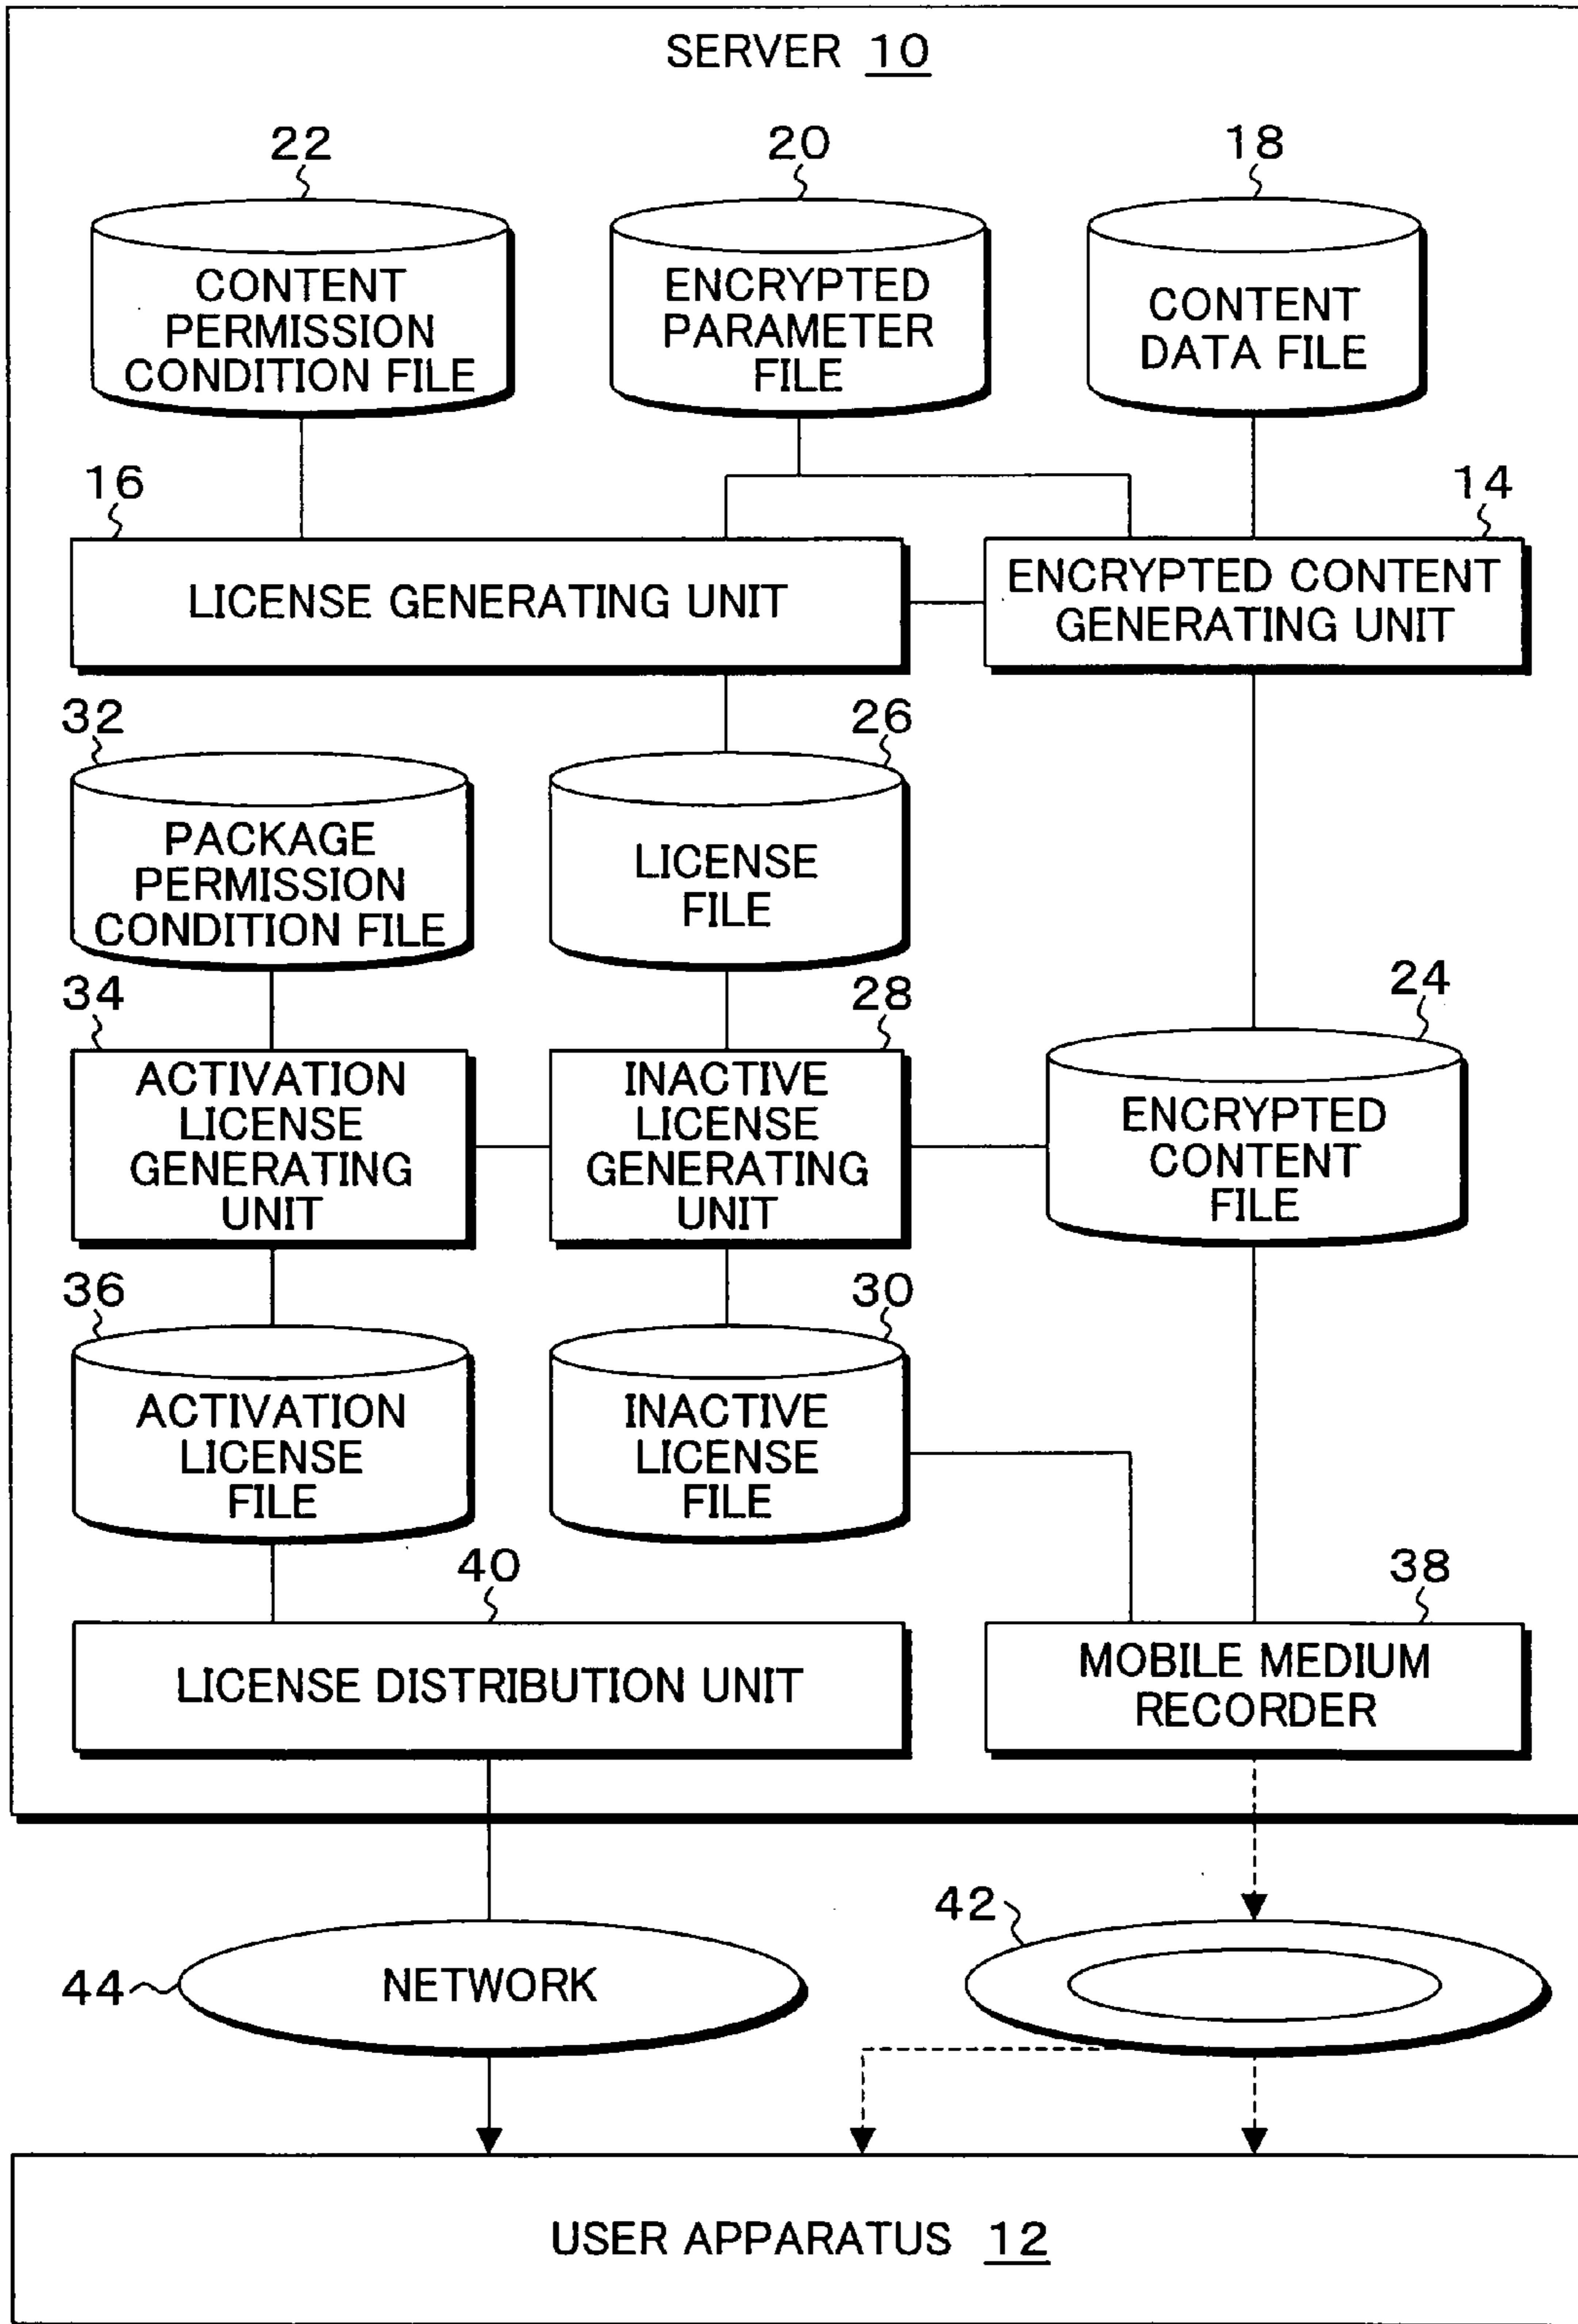 SERVER 10
22
20
18
CONTENT
PERMISSION
CONDITION FILE
ENCRYPTED
PARAMETER
FILE
CONTENT
DATA FILE
16
14
LICENSE GENERATING UNIT
ENCRYPTED CONTENT
GENERATING UNIT
32
26
PACKAGE
PERMISSION
CONDITION FILE
LICENSE
FILE
34
28
24
ACTIVATION
LICENSE
GENERATING
UNIT
INACTIVE
LICENSE
GENERATING
UNIT
ENCRYPTED
CONTENT
FILE
36
30
ACTIVATION
LICENSE
FILE
INACTIVE
LICENSE
FILE
40
38
LICENSE DISTRIBUTION UNIT
MOBILE MEDIUM
RECORDER
42
44
NETWORK
USER APPARATUS 12